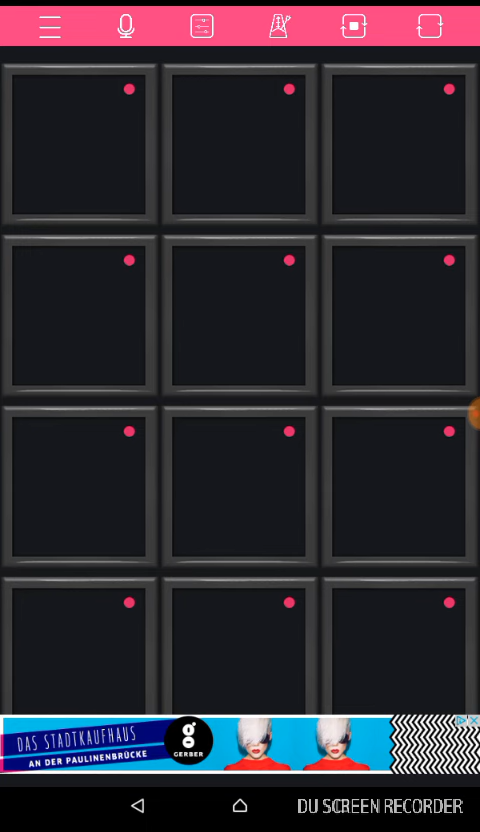 DAS STADTKAUFHAUS
AN DER PAULINENBRÜCKE
g
GERBER
DU SCREEN RECORDER